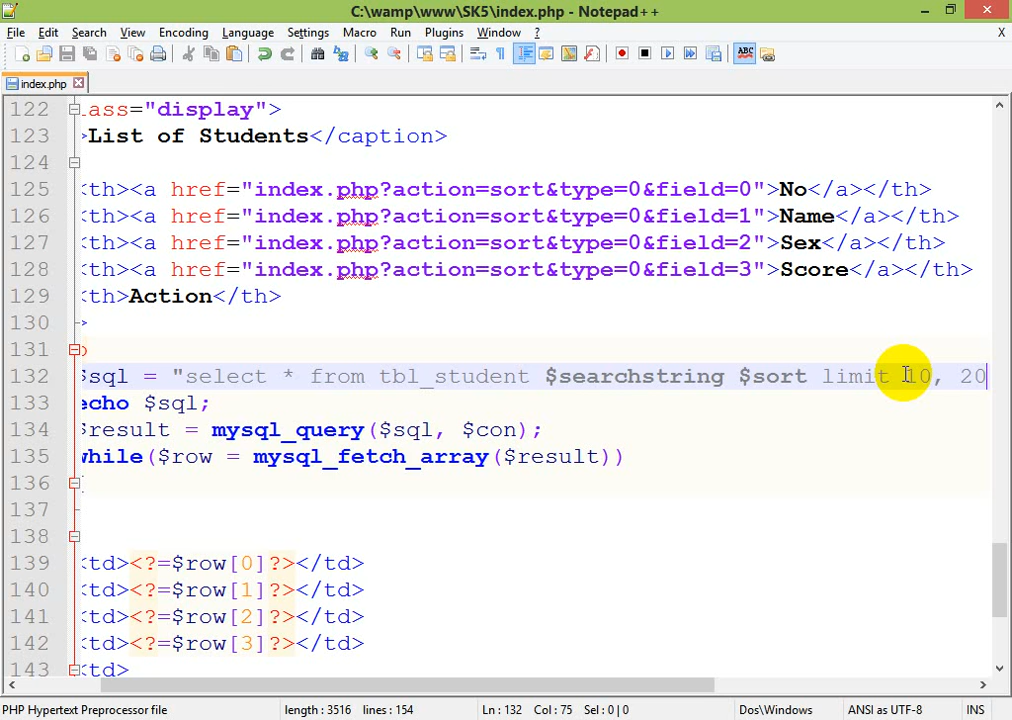 C:\wamp\www\SK5\index.php - Notepad++
File Edit Search View Encoding Language Settings Macro Run Plugins Window ? X
ABC
index.php
122 lass="display">
123 >List of Students</caption>
124
125 <th><a href="index.php?action=sort&type=0&field=0">No</a></th>
126 <th><a href="index.php?action=sort&type=0&field=1">Name</a></th>
127 <th><a href="index.php?action=sort&type=0&field=2">Sex</a></th>
128 <th><a href="index.php?action=sort&type=0&field=3">Score</a></th>
129 <th>Action</th>
130 >
131
132 $sql = "select * from tbl_student $searchstring $sort limit 10, 20
133 echo $sql;
134 $result = mysql_query($sql, $con);
135 while($row = mysql_fetch_array($result))
136
137
138
139 <td><?=$row[0]?></td>
140 <td><?=$row[1]?></td>
141 <td><?=$row[2]?></td>
142 <td><?=$row[3]?></td>
143 <td>
PHP Hypertext Preprocessor file length : 3516 lines : 154 Ln : 132 Col : 75 Sel : 0 | 0 Dos\Windows ANSI as UTF-8 INS